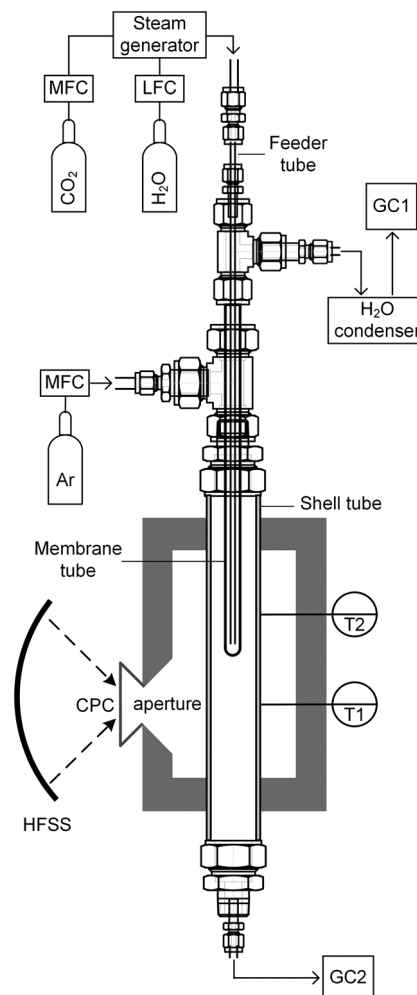 Steam
generator
MFC
LFC
CO₂
H₂O
Feeder
tube
GC1
H₂O
condenser
MFC
Ar
Shell tube
Membrane
tube
T2
CPC
aperture
T1
HFSS
GC2